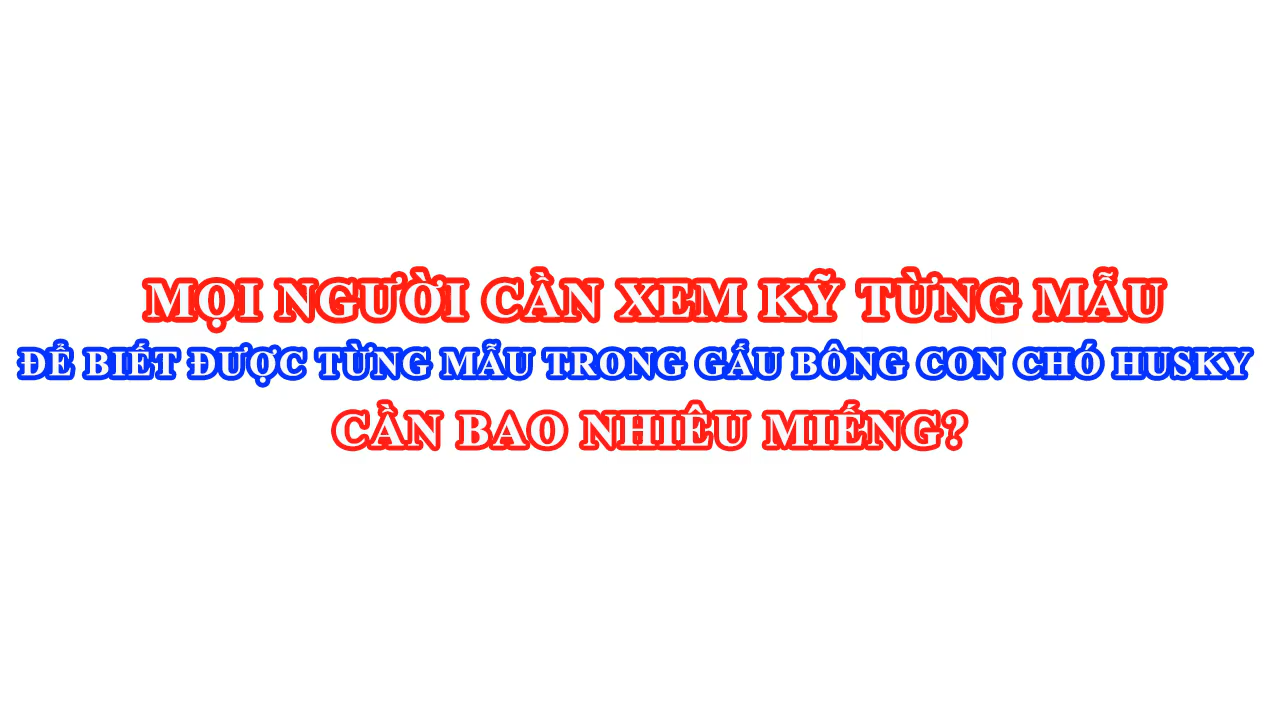 MỌI NGƯỜI CẦN XEM KỸ TỪNG MẪU
ĐỂ BIẾT ĐƯỢC TỪNG MẪU TRONG GẤU BÔNG CON CHÓ HUSKY
CẦN BAO NHIÊU MIẾNG?